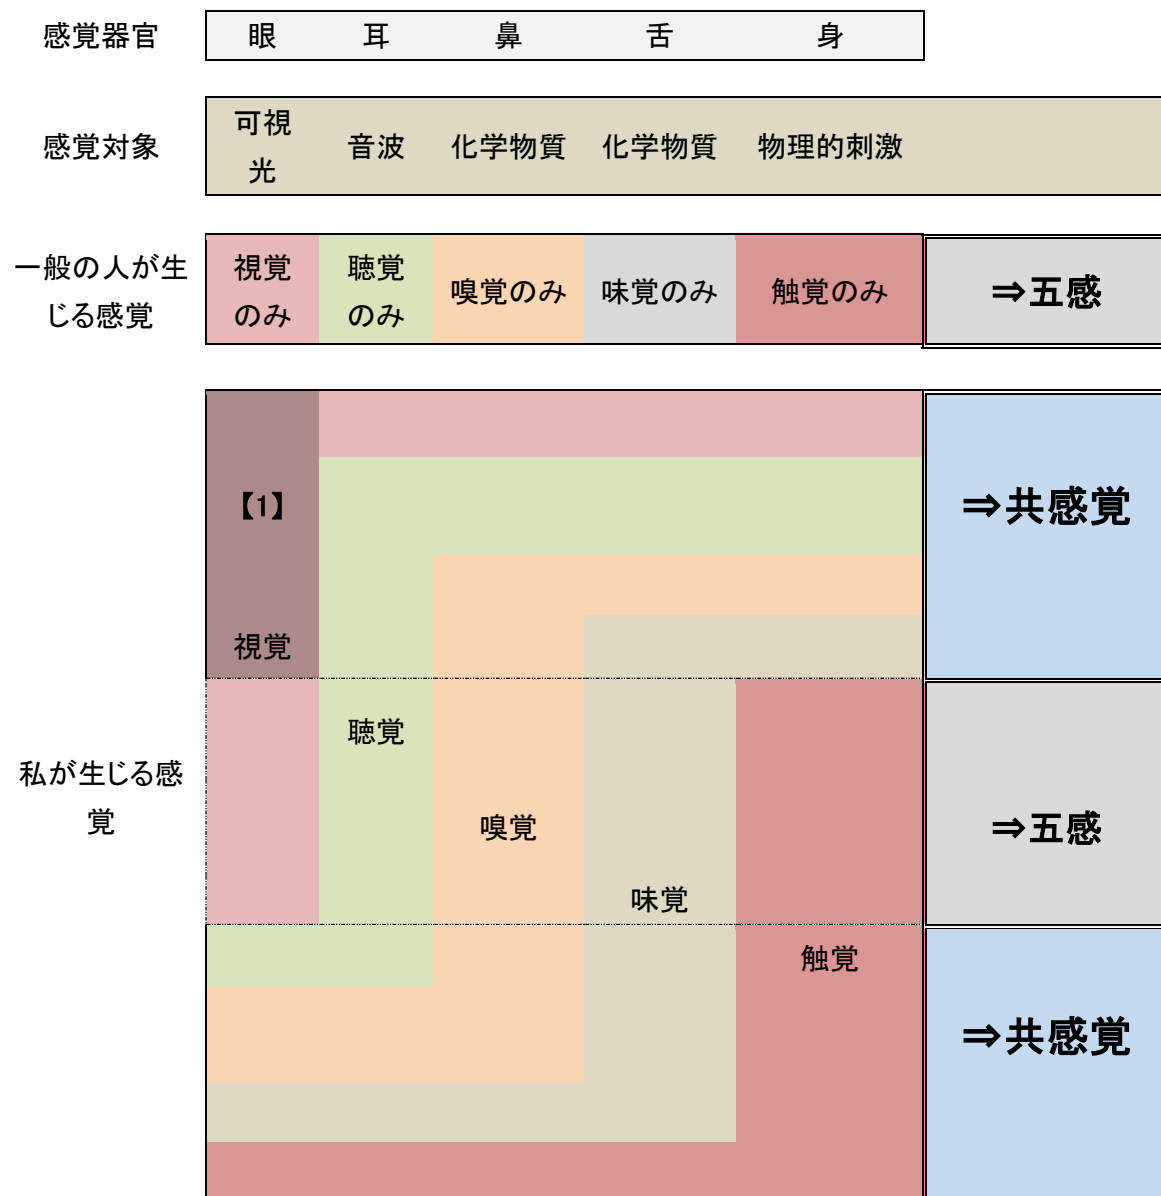 感覚器官 眼 耳 鼻 舌 身
感覚対象 可視光 音波 化学物質 化学物質 物理的刺激
一般の人が生
じる感覚
視覚
のみ
聴覚
のみ
嗅覚のみ 味覚のみ 触覚のみ ⇒五感
【1】 ⇒共感覚
視覚
聴覚
私が生じる感
覚
嗅覚 ⇒五感
味覚
触覚
⇒共感覚